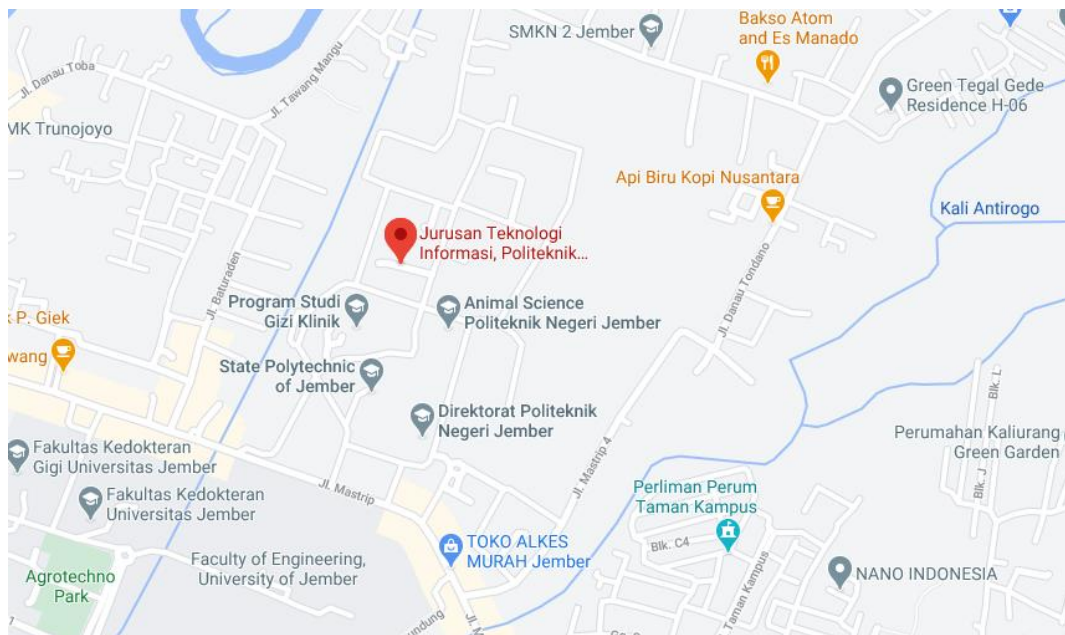 SMKN 2 Jember
Bakso Atom
and Es Manado
Green Tegal Gede
Residence H-06
Jl. Danau Toba
Jl. Tawang Mangu
MK Trunojoyo
Api Biru Kopi Nusantara
Kali Antirogo
Jurusan Teknologi
Informasi, Politeknik...
Jl. Baturaden
Jl. Danau Tondano
Program Studi
Gizi Klinik
Animal Science
Politeknik Negeri Jember
k P. Giek
wang
State Polytechnic
of Jember
Direktorat Politeknik
Negeri Jember
Blk. L
Perumahan Kaliurang
Green Garden
Blk. J
Fakultas Kedokteran
Gigi Universitas Jember
Jl. Mastrip
Jl. Mastrip 4
Fakultas Kedokteran
Universitas Jember
Perliman Perum
Taman Kampus
Blk. C4
TOKO ALKES
MURAH Jember
Faculty of Engineering,
University of Jember
Agrotechno
Park
NANO INDONESIA
Taman Kampus